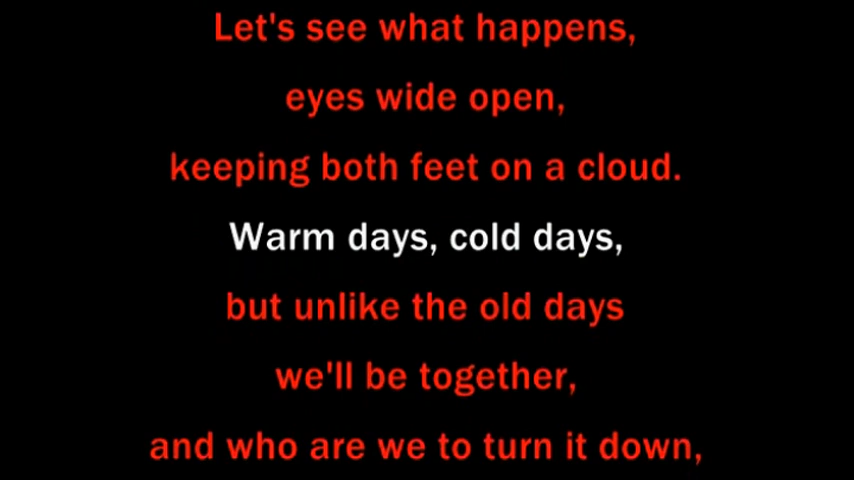 Let's see what happens,
eyes wide open,
keeping both feet on a cloud.
Warm days, cold days,
but unlike the old days
we'll be together,
and who are we to turn it down,